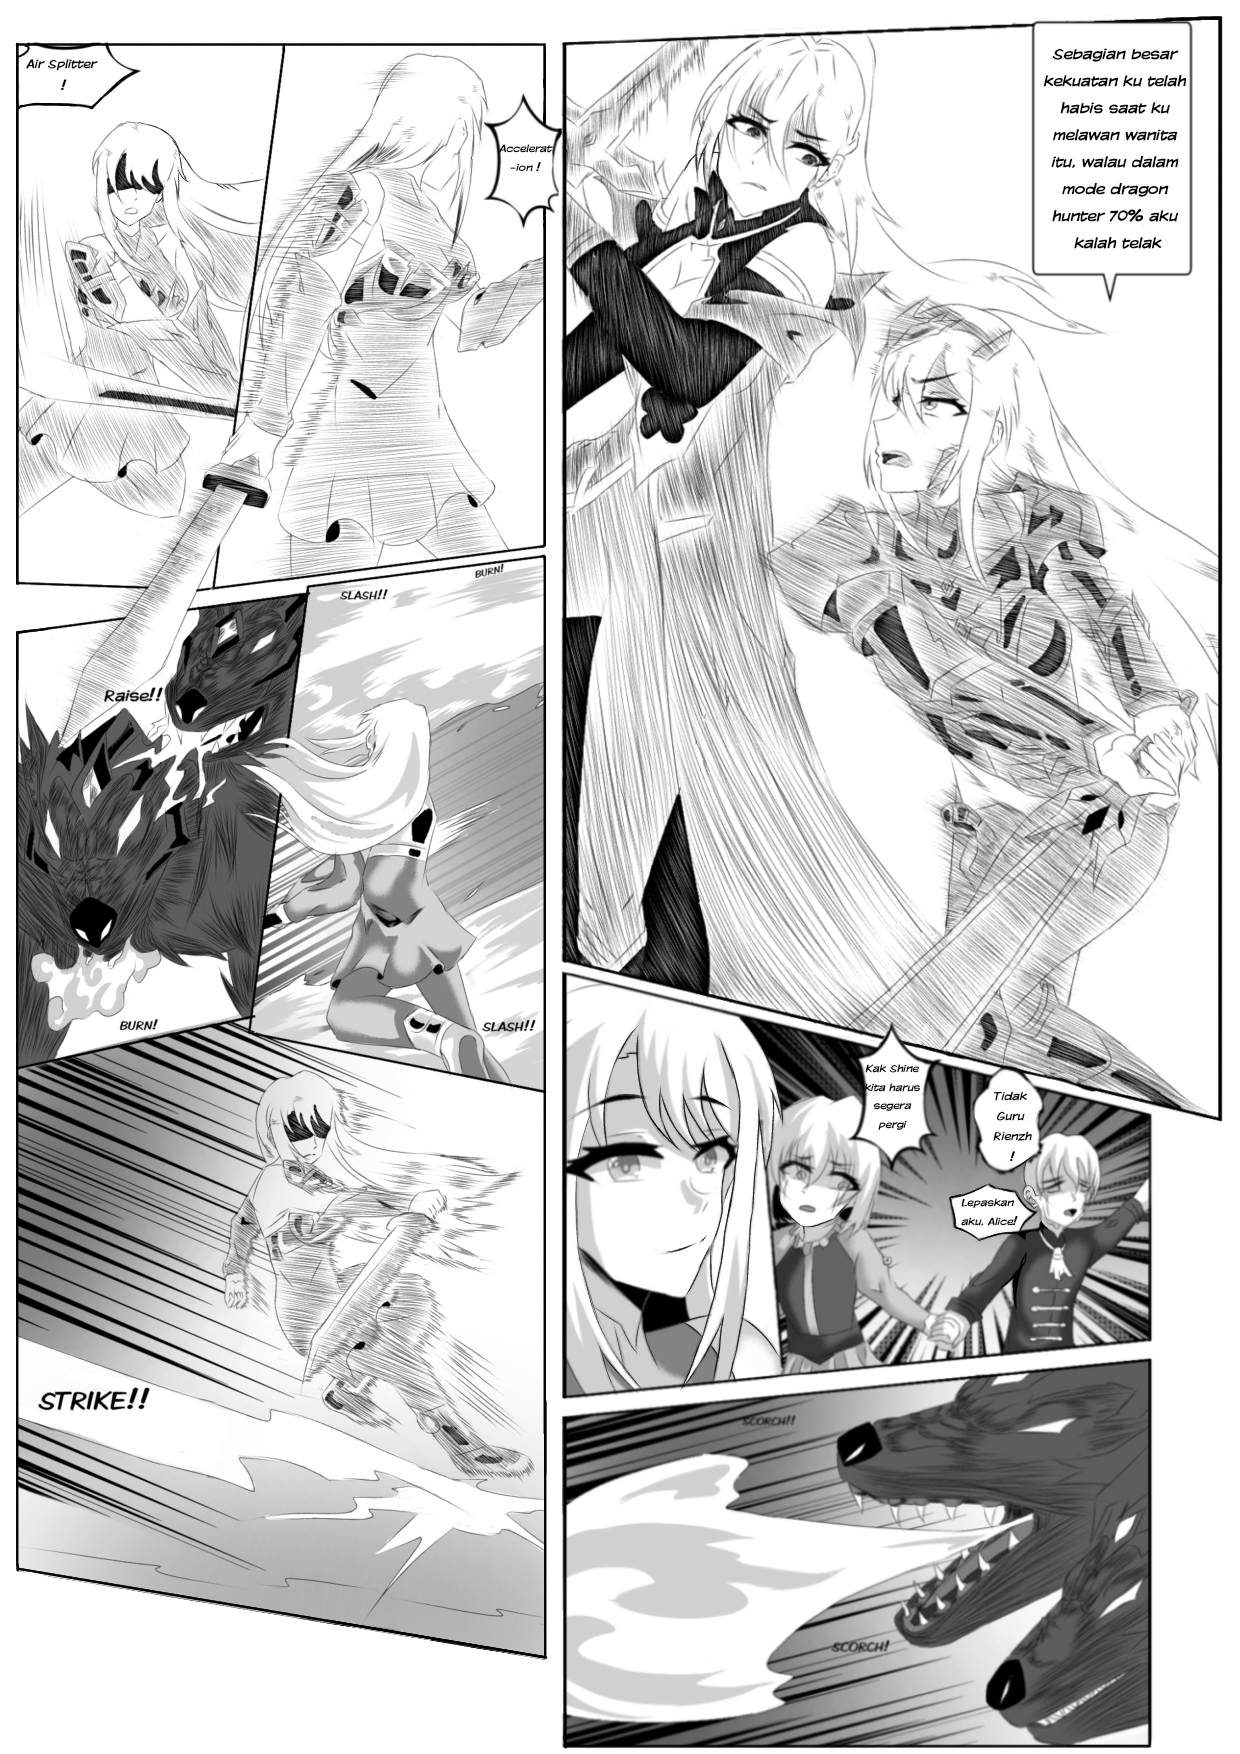 Air Splitter
!
Accelerat
-ion !
Raise!!
BURN!
SLASH!!
BURN!
SLASH!!
STRIKE!!
Sebagian besar
kekuatan ku telah
habis saat ku
melawan wanita
itu, walau dalam
mode dragon
hunter 70% aku
kalah telak
Kak Shine
kita harus
segera
pergi
Tidak
Guru
Rienzh
!
Lepaskan
aku, Alice!
SCORCH!!
SCORCH!